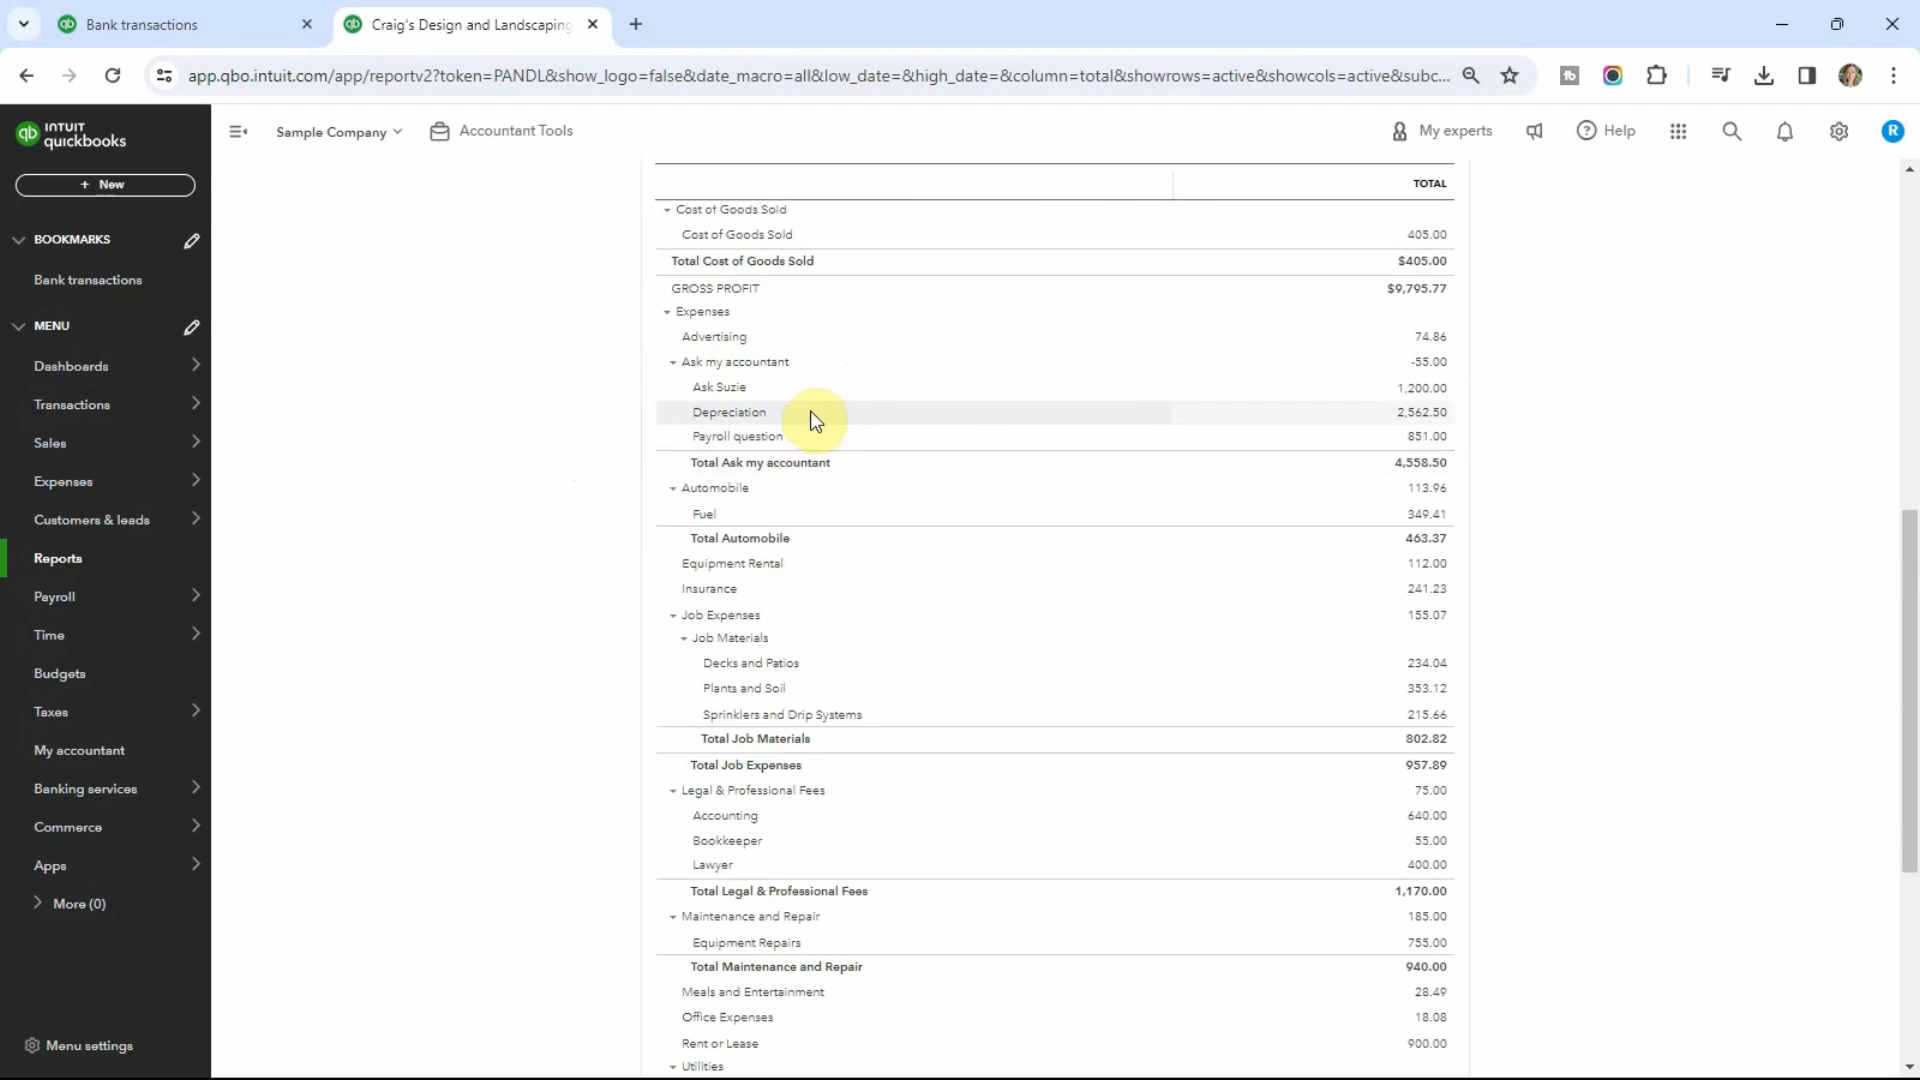 Bank transactions
Craig's Design and Landscaping
app.qbo.intuit.com/app/reportv2?token=PANDL&show_logo=false&date_macro=all&low_date=&high_date=&column=total&showrows=active&showcols=active&subc...
INTUIT
quickbooks
Sample Company
Accountant Tools
My experts
Help
R
+ New
BOOKMARKS
Bank transactions
MENU
Dashboards
Transactions
Sales
Expenses
Customers & leads
Reports
Payroll
Time
Budgets
Taxes
My accountant
Banking services
Commerce
Apps
More (0)
Menu settings
TOTAL
Cost of Goods Sold
Cost of Goods Sold 405.00
Total Cost of Goods Sold $405.00
GROSS PROFIT $9,795.77
Expenses
Advertising 74.86
Ask my accountant -55.00
Ask Suzie 1,200.00
Depreciation 2,562.50
Payroll question 851.00
Total Ask my accountant 4,558.50
Automobile 113.96
Fuel 349.41
Total Automobile 463.37
Equipment Rental 112.00
Insurance 241.23
Job Expenses 155.07
Job Materials
Decks and Patios 234.04
Plants and Soil 353.12
Sprinklers and Drip Systems 215.66
Total Job Materials 802.82
Total Job Expenses 957.89
Legal & Professional Fees 75.00
Accounting 640.00
Bookkeeper 55.00
Lawyer 400.00
Total Legal & Professional Fees 1,170.00
Maintenance and Repair 185.00
Equipment Repairs 755.00
Total Maintenance and Repair 940.00
Meals and Entertainment 28.49
Office Expenses 18.08
Rent or Lease 900.00
Utilities